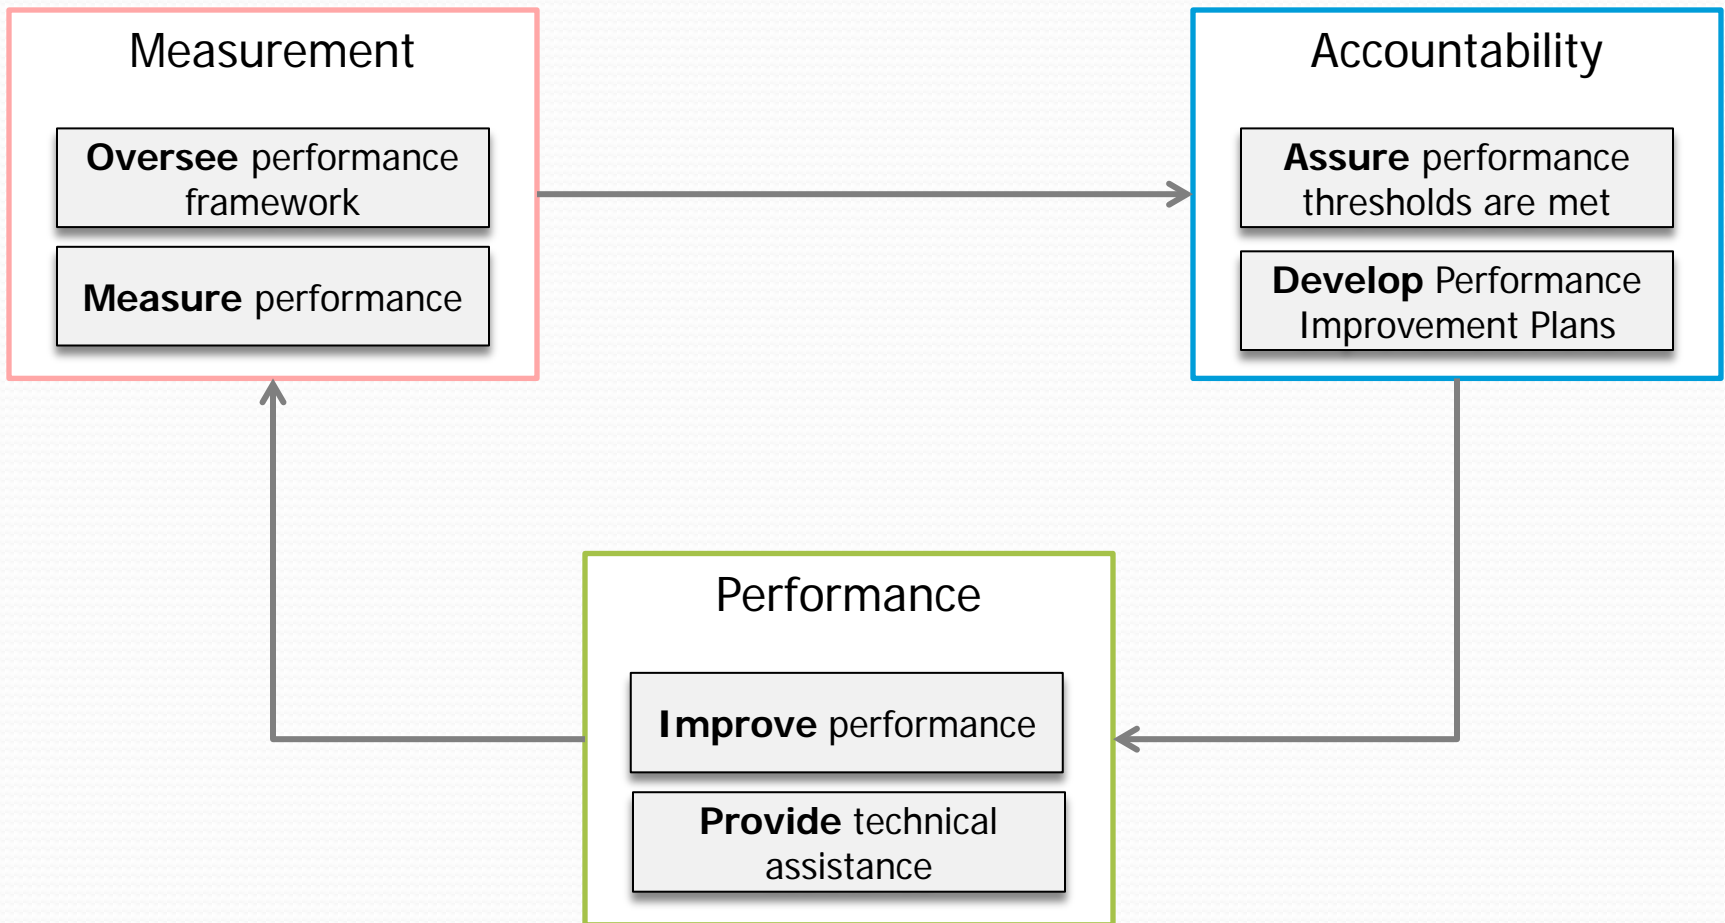 Measurement
Oversee performance
framework
Measure performance
Accountability
Assure performance
thresholds are met
Develop Performance
Improvement Plans
Performance
Improve performance
Provide technical
assistance